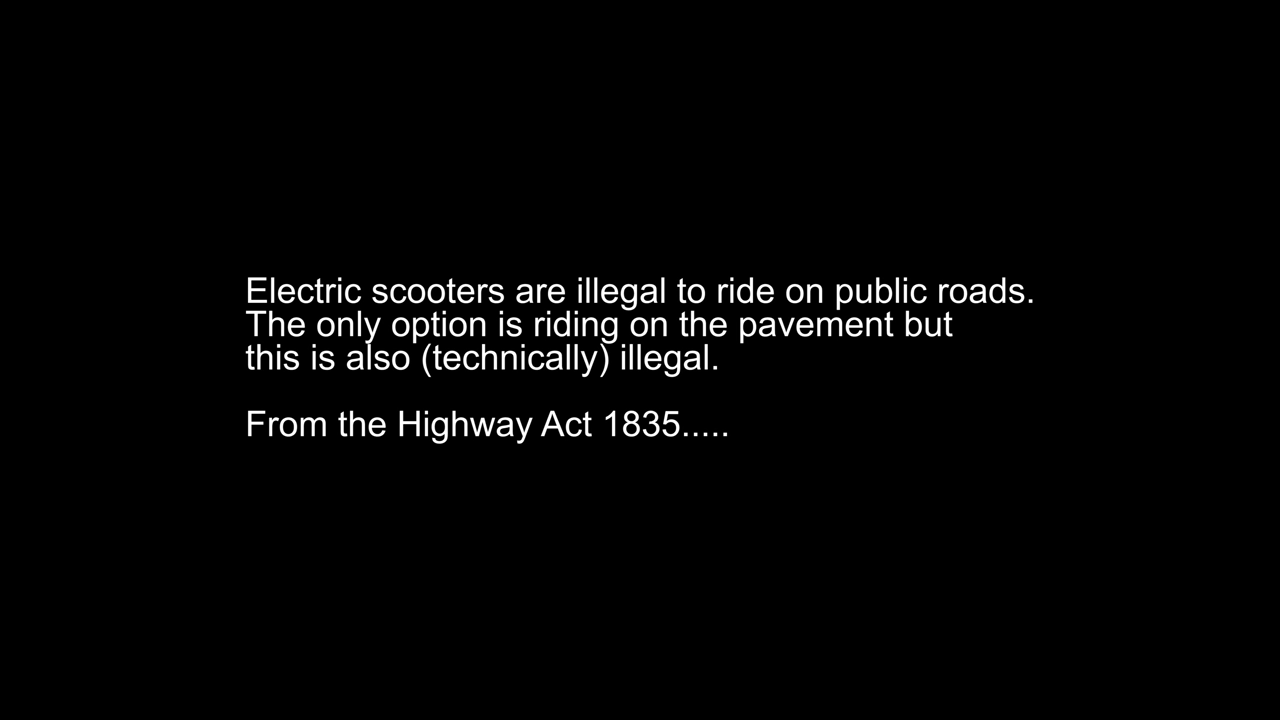 Electric scooters are illegal to ride on public roads.
The only option is riding on the pavement but
this is also (technically) illegal.
From the Highway Act 1835.....